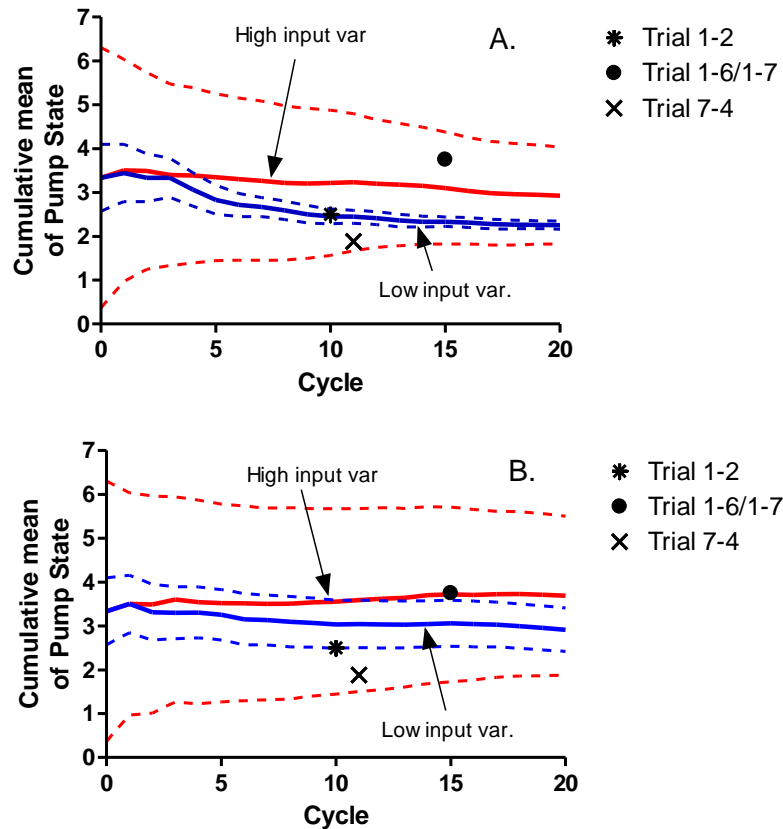 7
6
5
4
3
2
1
0
Cumulative mean
of Pump State
High input var
A.
Low input var.
0 5 10 15 20
Cycle
Trial 1-2
Trial 1-6/1-7
Trial 7-4
7
6
5
4
3
2
1
0
Cumulative mean
of Pump State
High input var
B.
Low input var.
0 5 10 15 20
Cycle
Trial 1-2
Trial 1-6/1-7
Trial 7-4